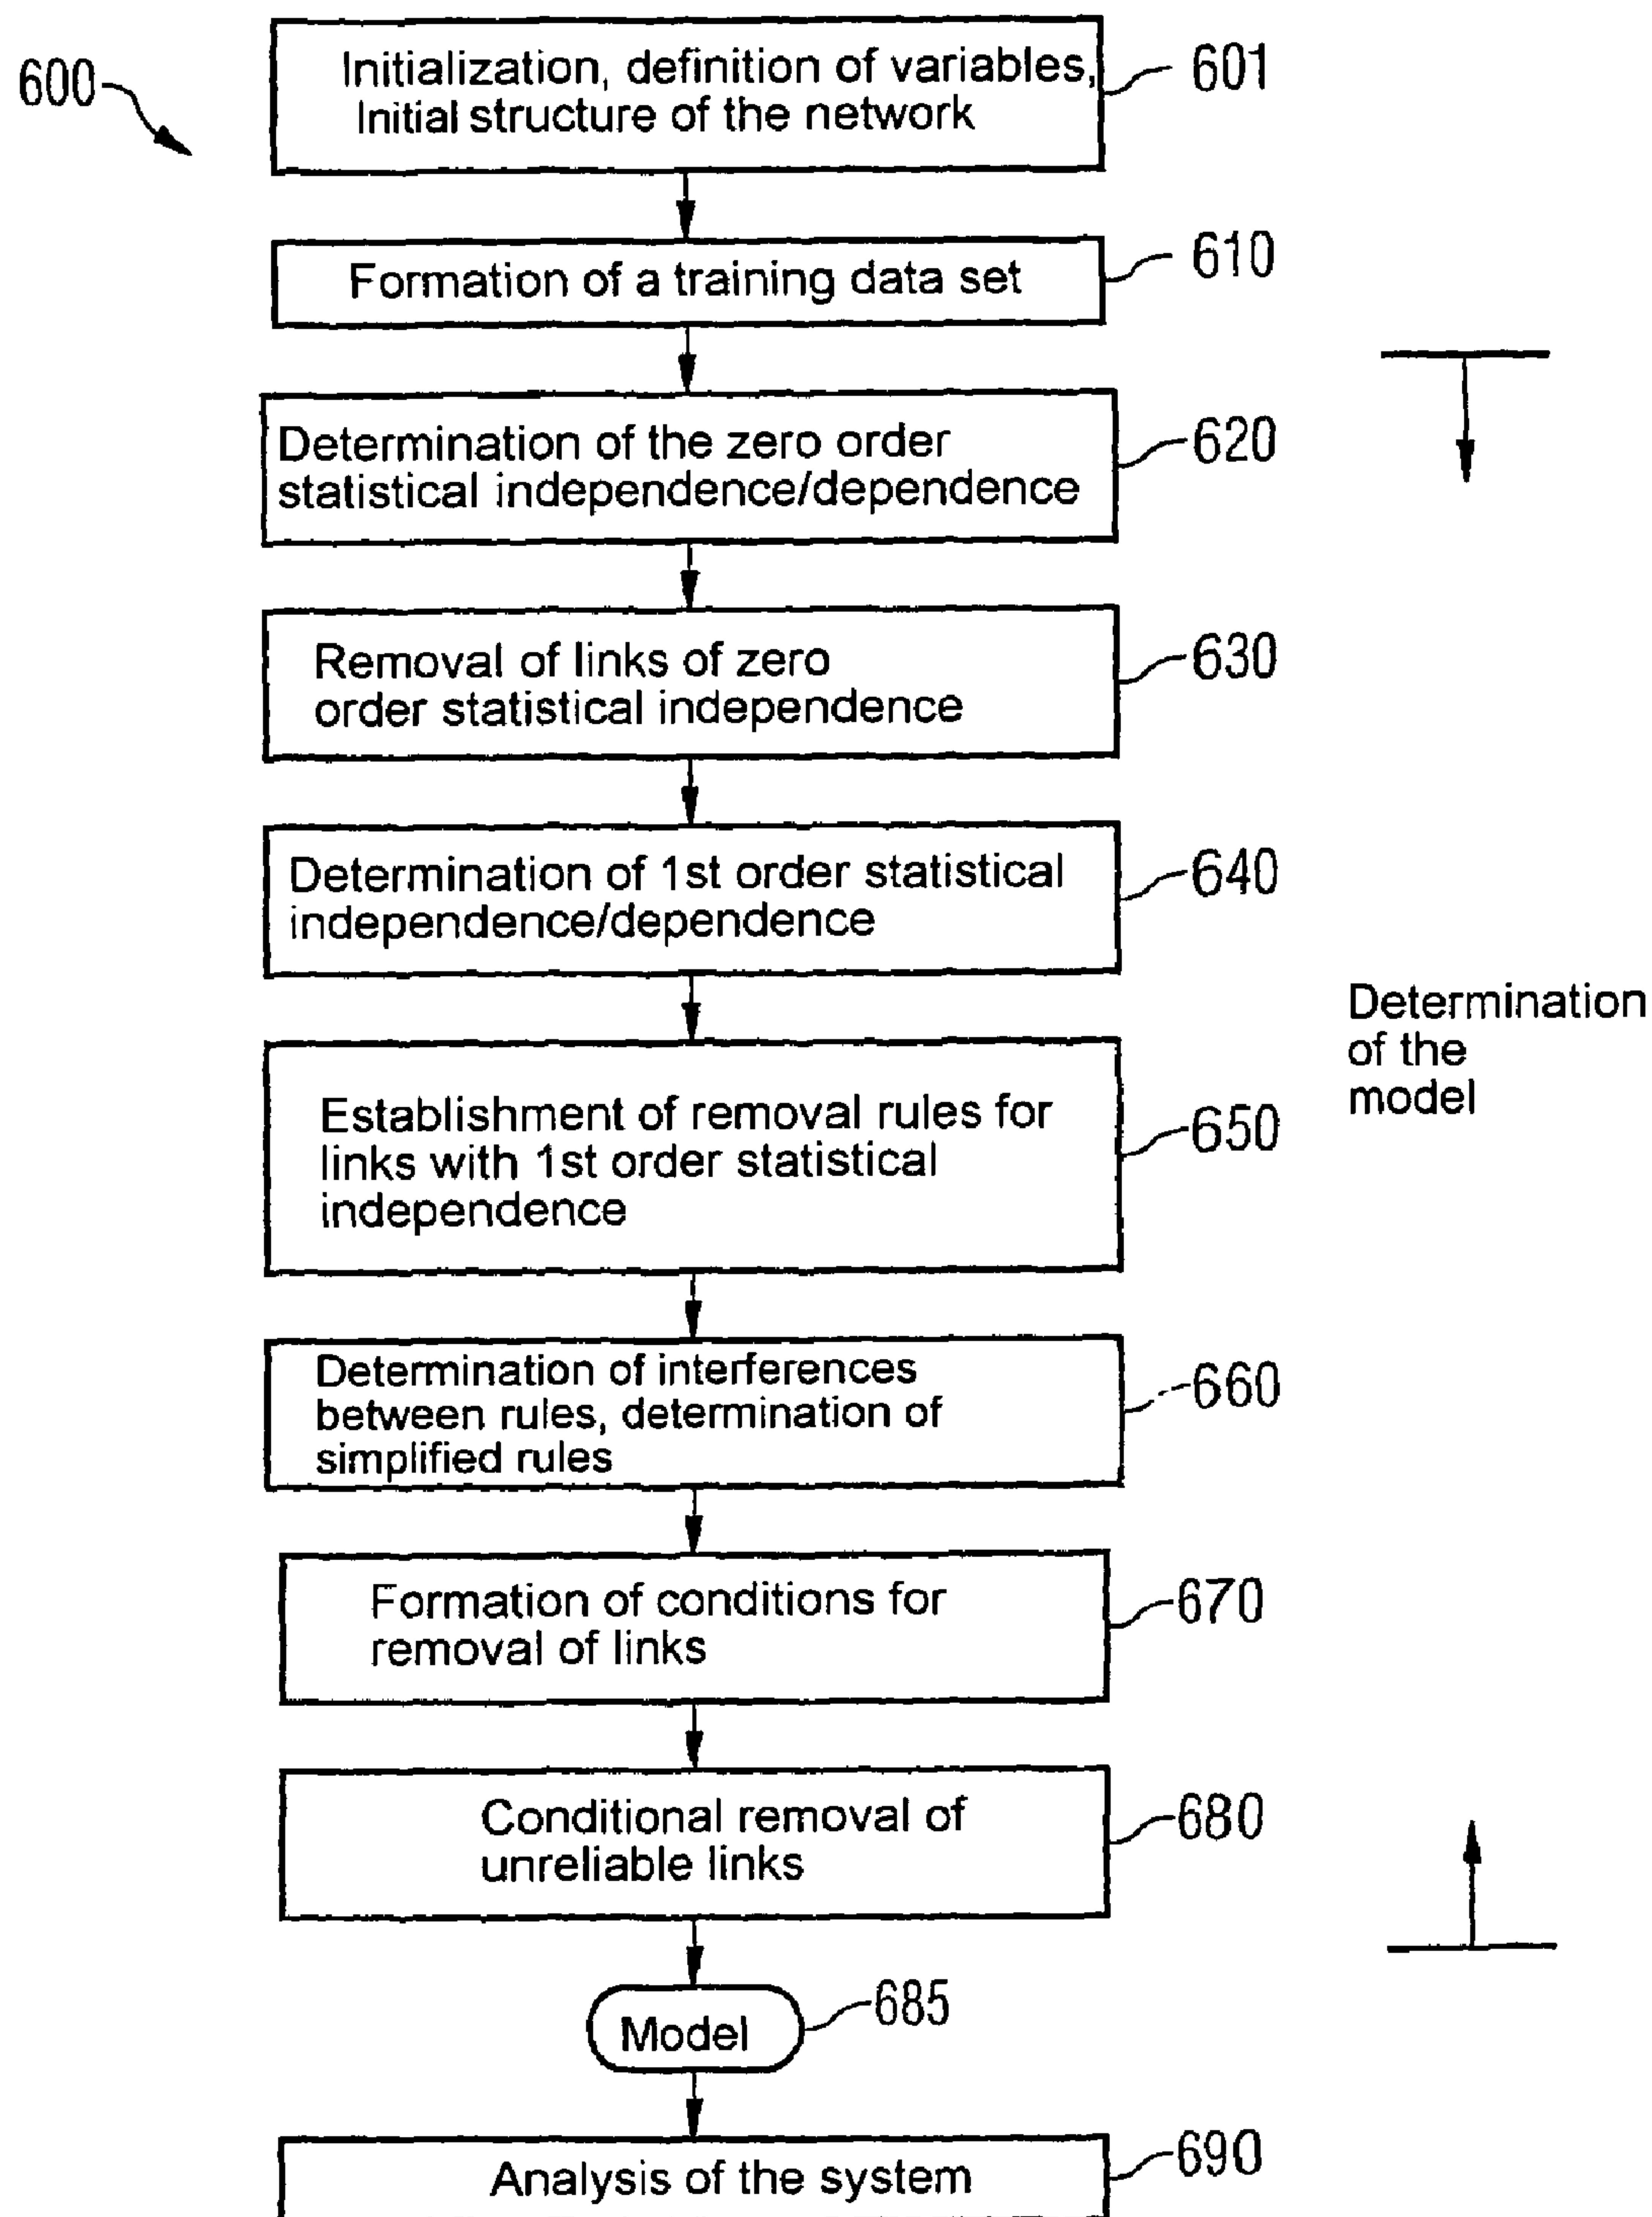 600
Initialization, definition of variables,
Initial structure of the network
601
Formation of a training data set
610
Determination of the zero order
statistical independence/dependence
620
Removal of links of zero
order statistical independence
630
Determination of 1st order statistical
independence/dependence
640
Determination
of the
model
Establishment of removal rules for
links with 1st order statistical
independence
650
Determination of interferences
between rules, determination of
simplified rules
660
Formation of conditions for
removal of links
670
Conditional removal of
unreliable links
680
Model
685
Analysis of the system
690